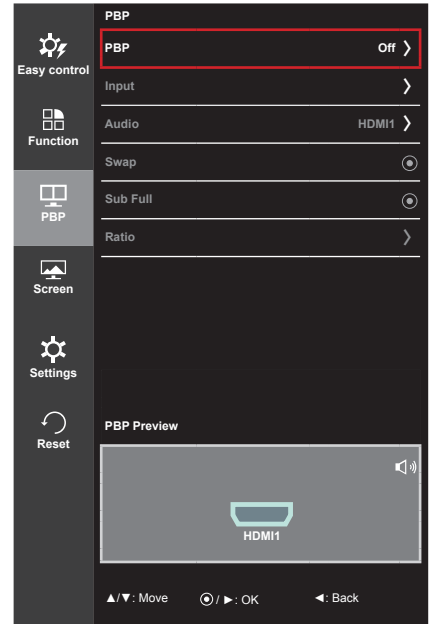 Easy control
Function
PBP
Screen
Settings
Reset
PBP
PBP Off
Input
Audio HDMI1
Swap
Sub Full
Ratio
PBP Preview
HDMI1
▲/▼: Move ◉/ ►: OK ◄: Back